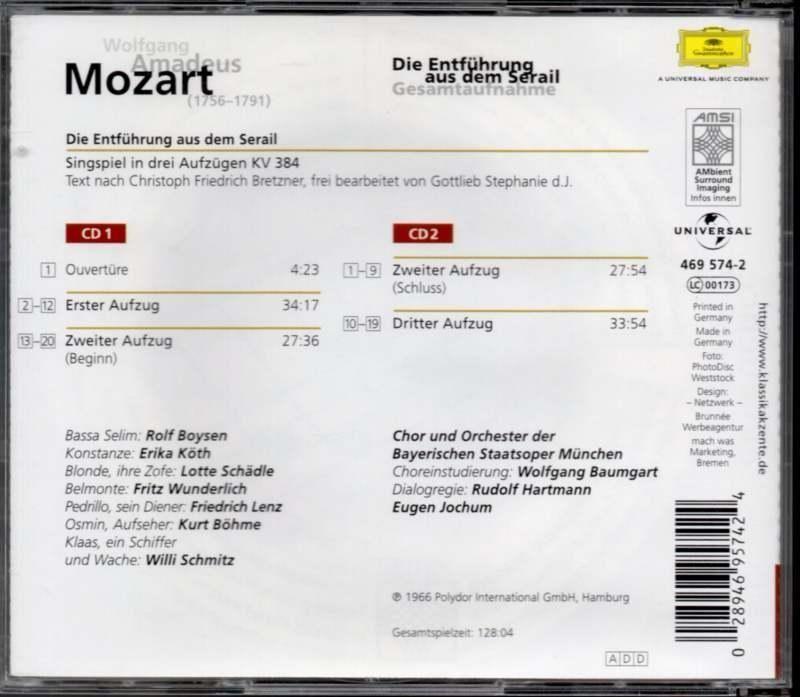 Wolfgang
Amadeus
Mozart
(1756–1791)
Die Entführung
aus dem Serail
Gesamtaufnahme
Deutsche
Grammophon
A UNIVERSAL MUSIC COMPANY
Die Entführung aus dem Serail
Singspiel in drei Aufzügen KV 384
Text nach Christoph Friedrich Bretzner, frei bearbeitet von Gottlieb Stephanie d.J.
CD 1
1 Ouvertüre 4:23
2–12 Erster Aufzug 34:17
13–20 Zweiter Aufzug 27:36
(Beginn)
CD 2
1–9 Zweiter Aufzug 27:54
(Schluss)
10–19 Dritter Aufzug 33:54
Bassa Selim: Rolf Boysen
Konstanze: Erika Köth
Blonde, ihre Zofe: Lotte Schädle
Belmonte: Fritz Wunderlich
Pedrillo, sein Diener: Friedrich Lenz
Osmin, Aufseher: Kurt Böhme
Klaas, ein Schiffer
und Wache: Willi Schmitz
Chor und Orchester der
Bayerischen Staatsoper München
Choreinstudierung: Wolfgang Baumgart
Dialogregie: Rudolf Hartmann
Eugen Jochum
℗ 1966 Polydor International GmbH, Hamburg
Gesamtspielzeit: 128:04
ADD
AMSI
AMbient
Surround
Imaging
Infos innen
UNIVERSAL
469 574-2
LC 00173
Printed in
Germany
Made in
Germany
Foto:
PhotoDisc
Weststock
Design:
– Netzwerk –
Brunnée
Werbeagentur
mach was
Marketing,
Bremen
http://www.klassikakzente.de
0 28946 95742 4